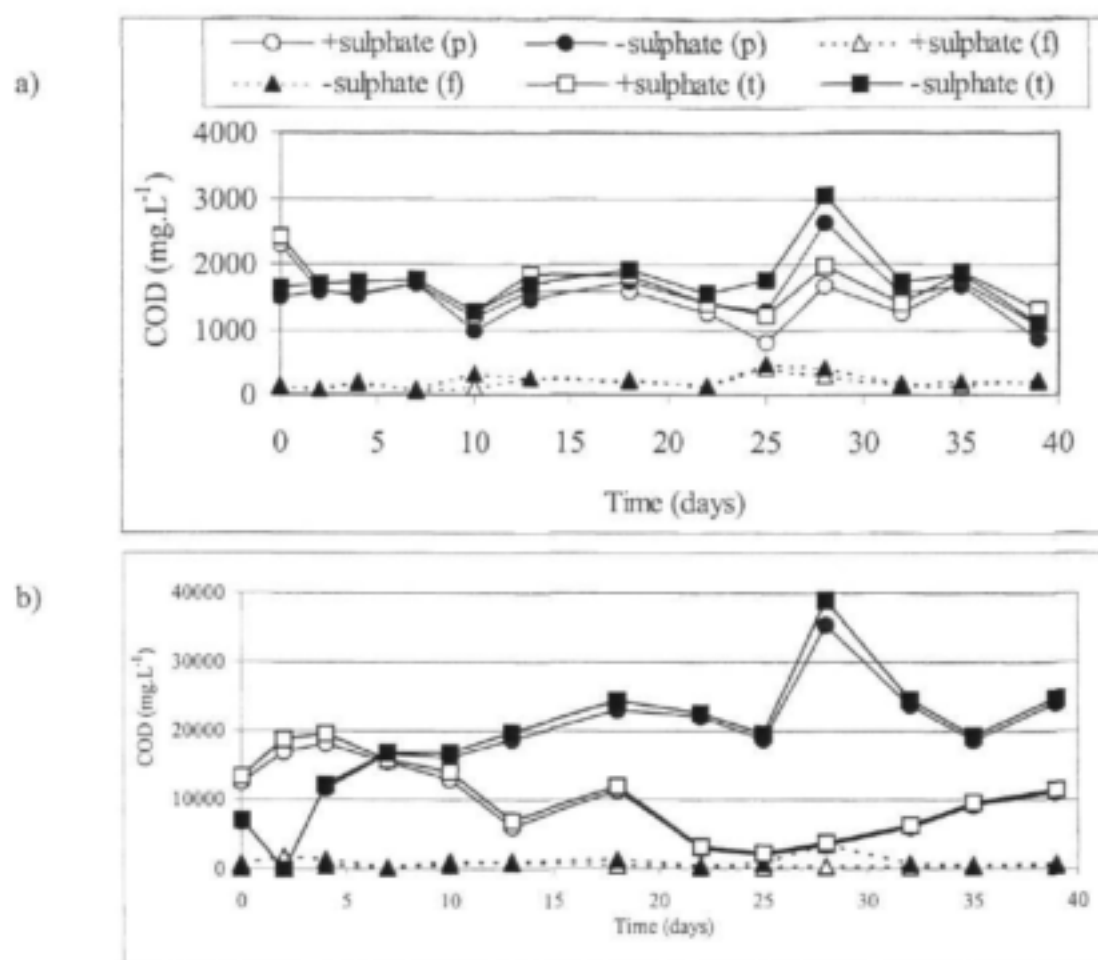 a)
+sulphate (p) -sulphate (p) +sulphate (f)
-sulphate (f) +sulphate (t) -sulphate (t)
COD (mg.L⁻¹)
4000
3000
2000
1000
0
0 5 10 15 20 25 30 35 40
Time (days)
b)
COD (mg.L⁻¹)
40000
30000
20000
10000
0
0 5 10 15 20 25 30 35 40
Time (days)